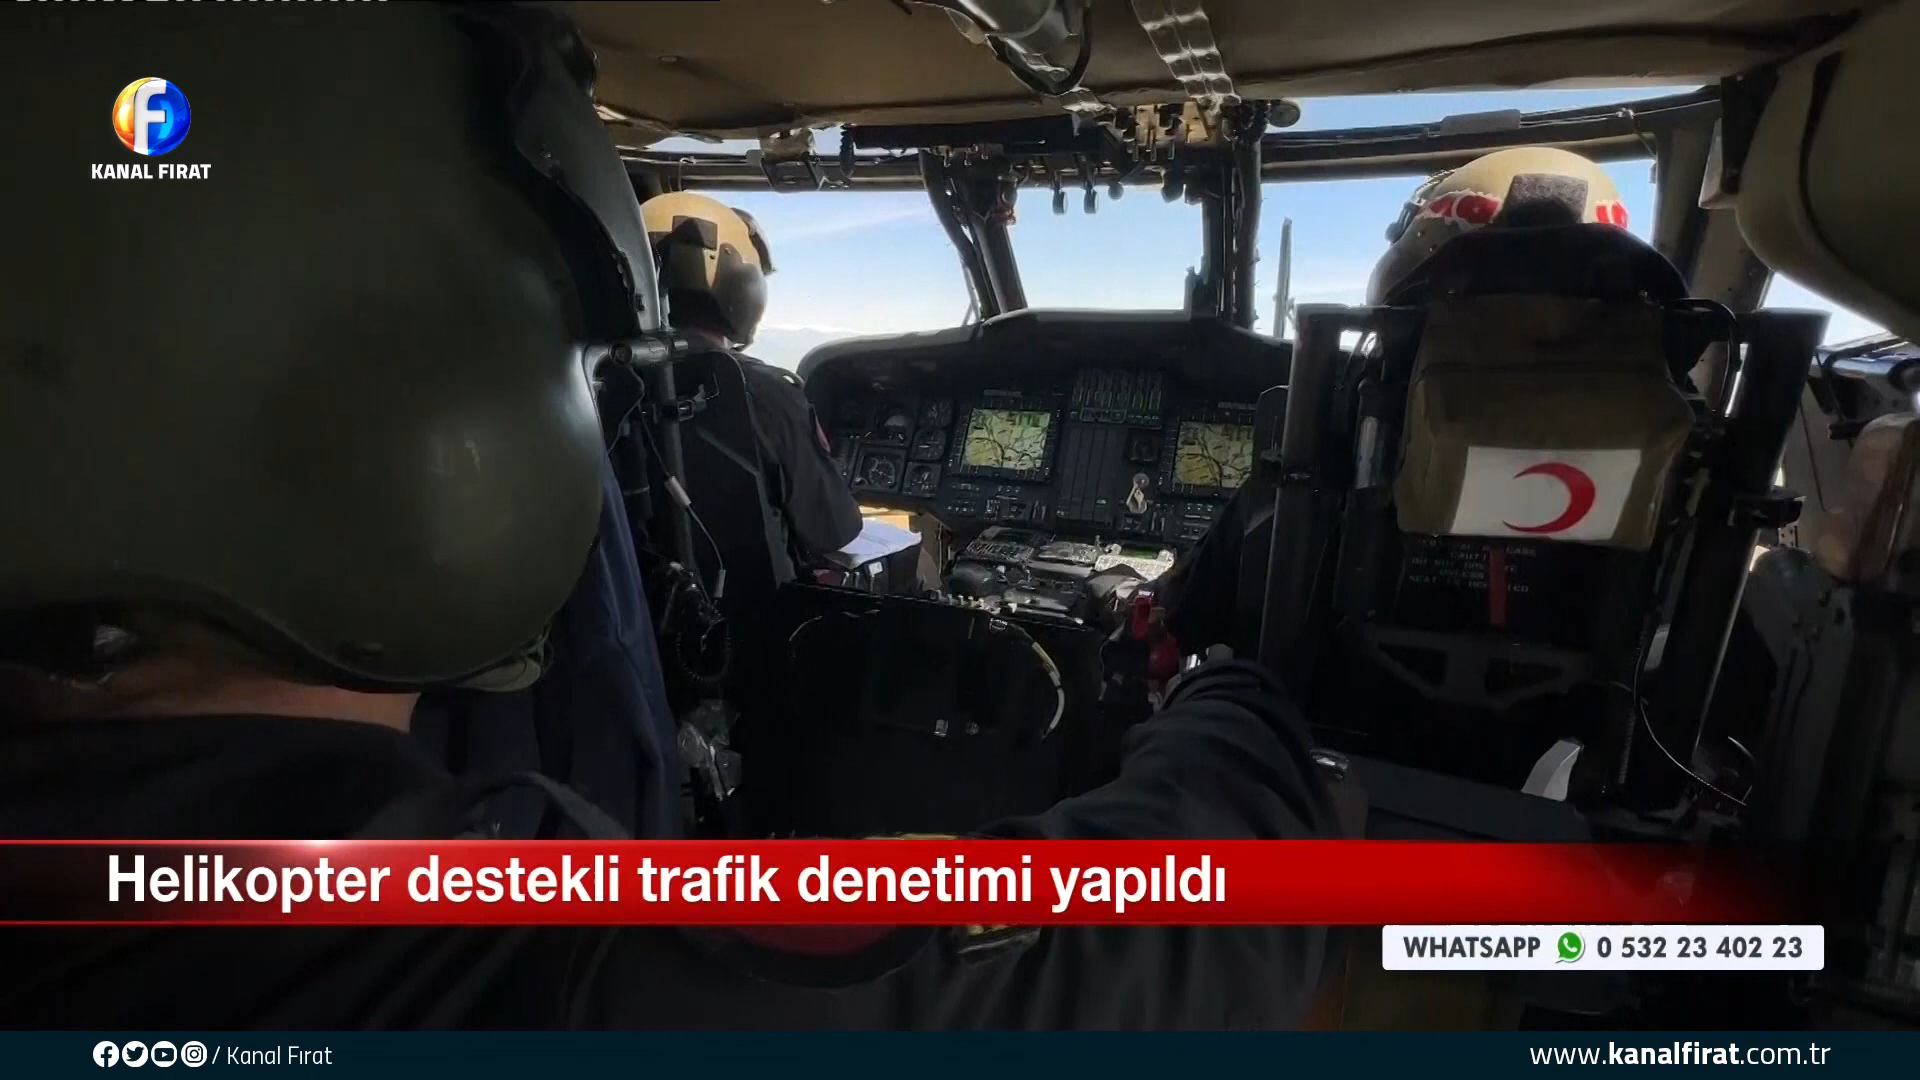 KANAL FIRAT
Helikopter destekli trafik denetimi yapıldı
WHATSAPP 0 532 23 402 23
/ Kanal Fırat
www.kanalfirat.com.tr